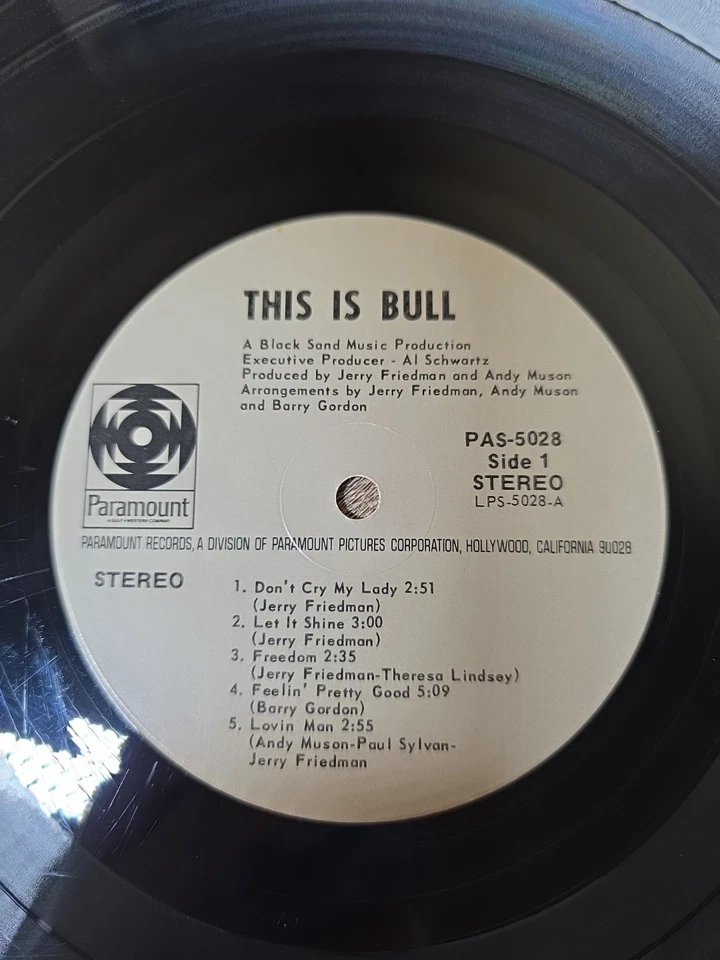 THIS IS BULL
A Black Sand Music Production
Executive Producer - Al Schwartz
Produced by Jerry Friedman and Andy Muson
Arrangements by Jerry Friedman, Andy Muson
and Barry Gordon
PAS-5028
Side 1
STEREO
LPS-5028-A
Paramount
A GULF+WESTERN COMPANY
PARAMOUNT RECORDS, A DIVISION OF PARAMOUNT PICTURES CORPORATION, HOLLYWOOD, CALIFORNIA 90028
STEREO
1. Don't Cry My Lady 2:51
(Jerry Friedman)
2. Let It Shine 3:00
(Jerry Friedman)
3. Freedom 2:35
(Jerry Friedman-Theresa Lindsey)
4. Feelin' Pretty Good 5:09
(Barry Gordon)
5. Lovin Man 2:55
(Andy Muson-Paul Sylvan-
Jerry Friedman